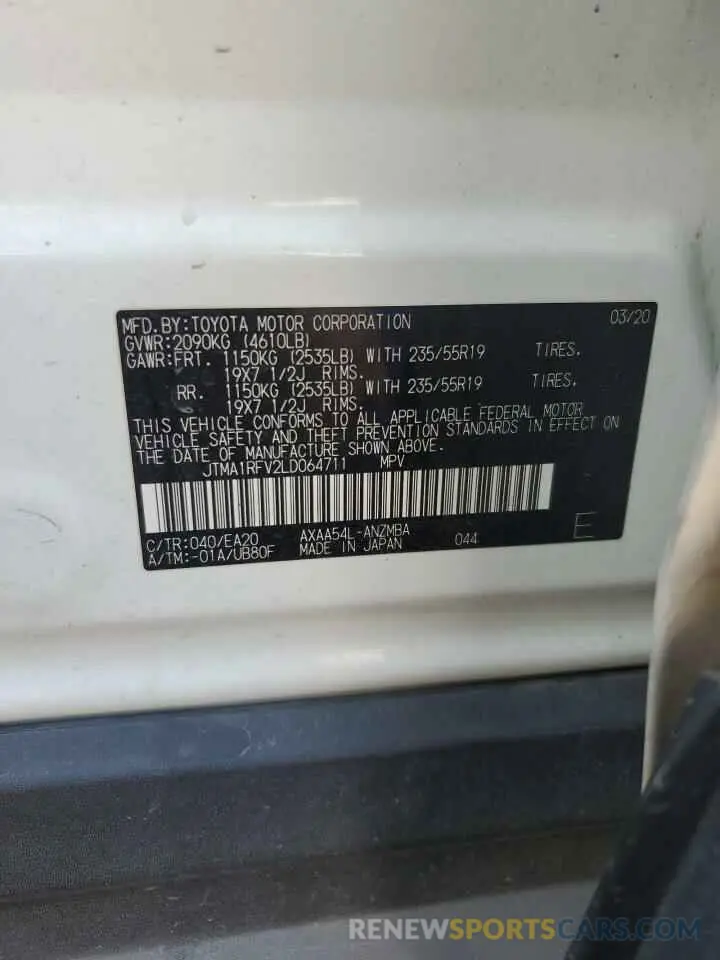 MFD.BY:TOYOTA MOTOR CORPORATION 03/20
GVWR:2090KG (4610LB)
GAWR:FRT. 1150KG (2535LB) WITH 235/55R19 TIRES.
19X7 1/2J RIMS.
RR. 1150KG (2535LB) WITH 235/55R19 TIRES.
19X7 1/2J RIMS.
THIS VEHICLE CONFORMS TO ALL APPLICABLE FEDERAL MOTOR
VEHICLE SAFETY AND THEFT PREVENTION STANDARDS IN EFFECT ON
THE DATE OF MANUFACTURE SHOWN ABOVE.
JTMA1RFV2LD064711 MPV
C/TR:040/EA20 AXAA54L-ANZMBA 044 E
A/TM:-01A/UB80F MADE IN JAPAN
RENEWSPORTSCARS.COM